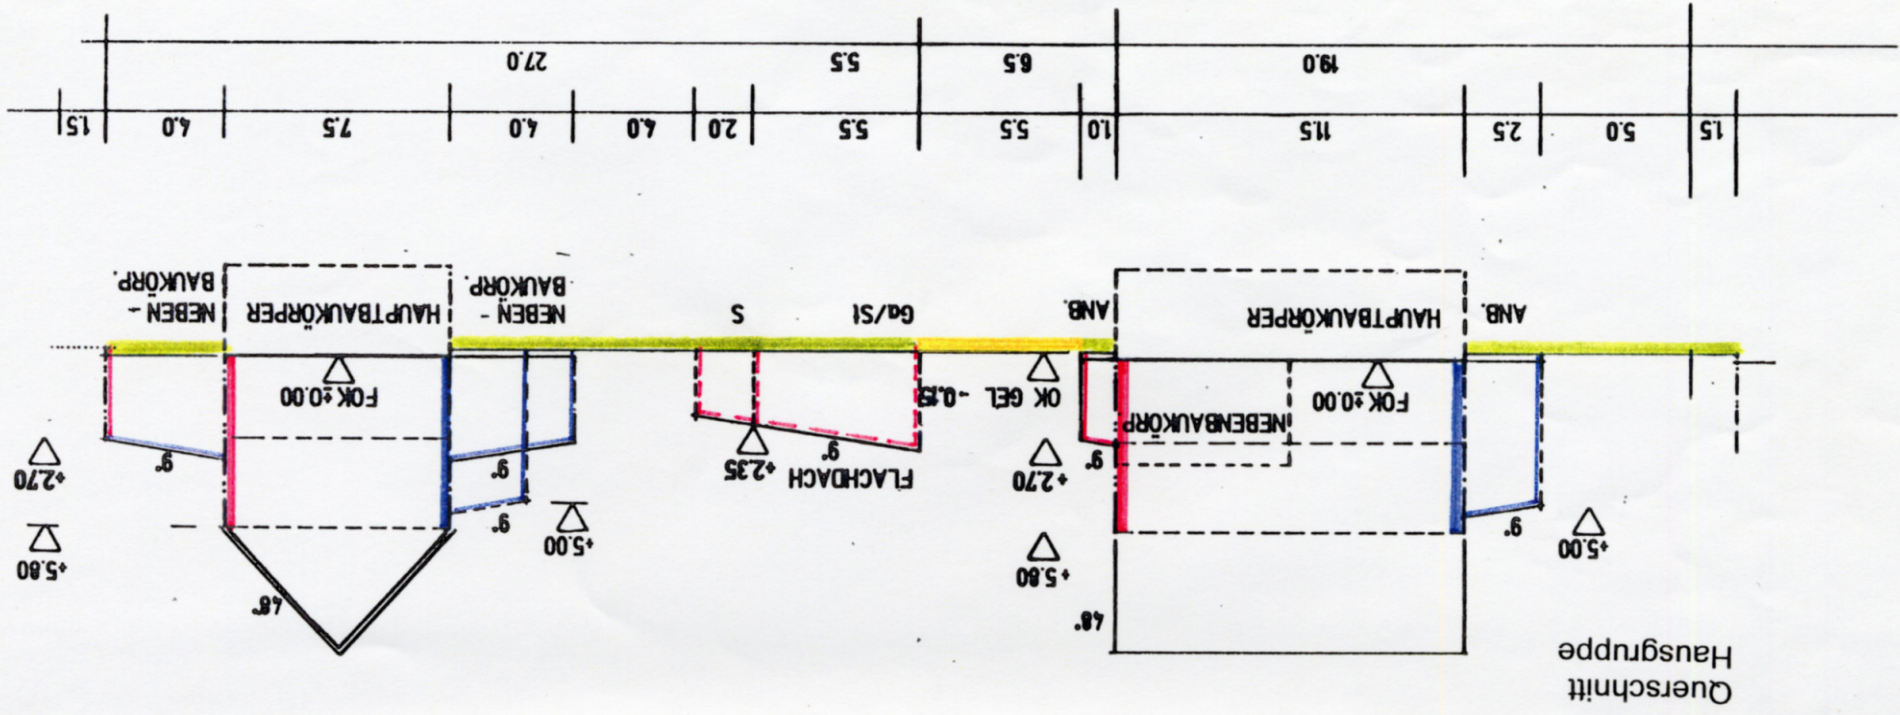 Querschnitt
Hausgruppe
48°
48°
+5.80
+5.80
+5.00
9°
+5.00
9°
+2.70
9°
FLACHDACH
9°
+2.35
9°
9°
+2.70
NEBENBAUKÖRP
FOK ±0.00
OK GEL -0.15
FOK ±0.00
ANB.
HAUPTBAUKÖRPER
ANB.
Ga/St
S
NEBEN-
BAUKÖRP.
HAUPTBAUKÖRPER
NEBEN-
BAUKÖRP.
1.5 5.0 2.5 11.5 1.0 5.5 5.5 2.0 4.0 4.0 7.5 4.0 1.5
19.0 6.5 5.5 27.0